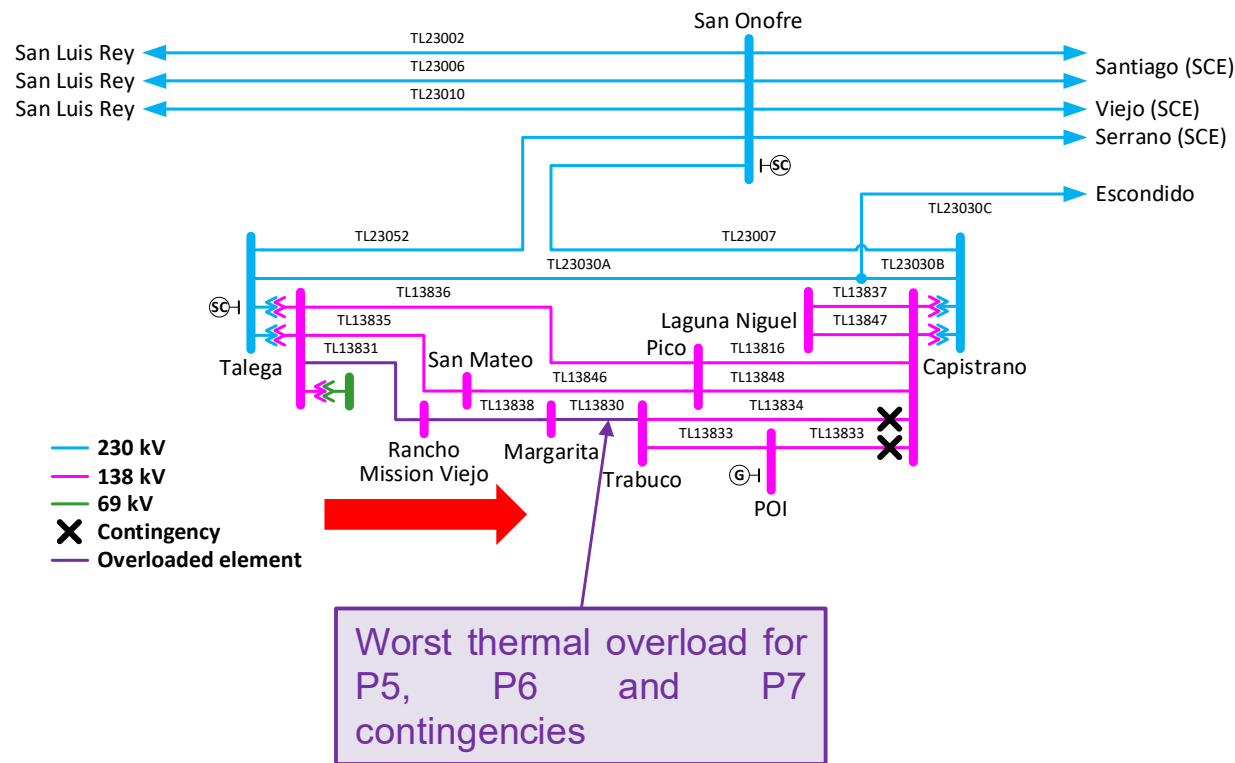 San Onofre
San Luis Rey
TL23002
San Luis Rey
TL23006
Santiago (SCE)
San Luis Rey
TL23010
Viejo (SCE)
Serrano (SCE)
SC
Escondido
TL23030C
TL23052
TL23007
TL23030A
TL23030B
SC
TL13836
TL13837
TL13835
Laguna Niguel
TL13847
TL13831
San Mateo
Pico
TL13816
Talega
Capistrano
TL13846
TL13848
TL13838
TL13830
TL13834
Rancho
Mission Viejo
Margarita
TL13833
TL13833
Trabuco
G
POI
230 kV
138 kV
69 kV
Contingency
Overloaded element
Worst thermal overload for
P5, P6 and P7
contingencies